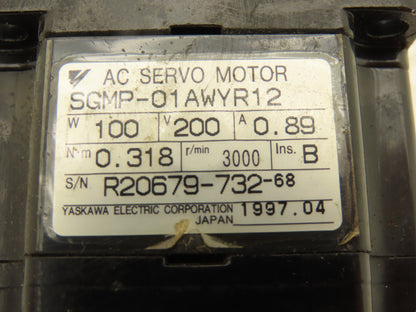 AC SERVO MOTOR
SGMP-01AWYR12
W 100 V 200 A 0.89
N·m 0.318 r/min 3000 Ins. B
S/N R20679-732-68
YASKAWA ELECTRIC CORPORATION 1997.04
JAPAN